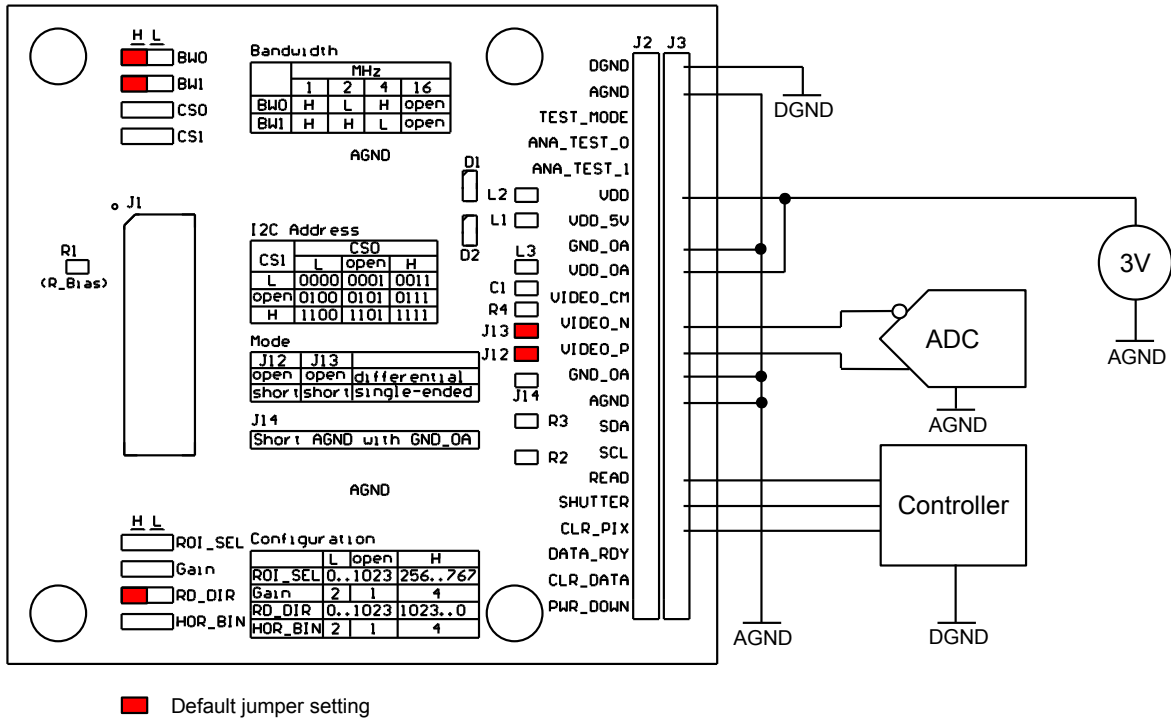 H L
BW0
BW1
CS0
CS1
Bandwidth
MHz
1 2 4 16
BW0 H L H open
BW1 H H L open
AGND
J1
R1
(R_Bias)
I2C Address
CS1 CS0
L open H
L 0000 0001 0011
open 0100 0101 0111
H 1100 1101 1111
Mode
J12 J13
open open differential
short short single-ended
J14
Short AGND with GND_OA
AGND
D1
L2
L1
D2
L3
C1
R4
J13
J12
J14
R3
R2
H L
ROI_SEL
Gain
RD_DIR
HOR_BIN
Configuration
L open H
ROI_SEL 0..1023 256..767
Gain 2 1 4
RD_DIR 0..1023 1023..0
HOR_BIN 2 1 4
J2 J3
DGND
AGND
TEST_MODE
ANA_TEST_0
ANA_TEST_1
VDD
VDD_5V
GND_OA
VDD_OA
VIDEO_CM
VIDEO_N
VIDEO_P
GND_OA
AGND
SDA
SCL
READ
SHUTTER
CLR_PIX
DATA_RDY
CLR_DATA
PWR_DOWN
DGND
3V
AGND
ADC
AGND
Controller
AGND
DGND
Default jumper setting